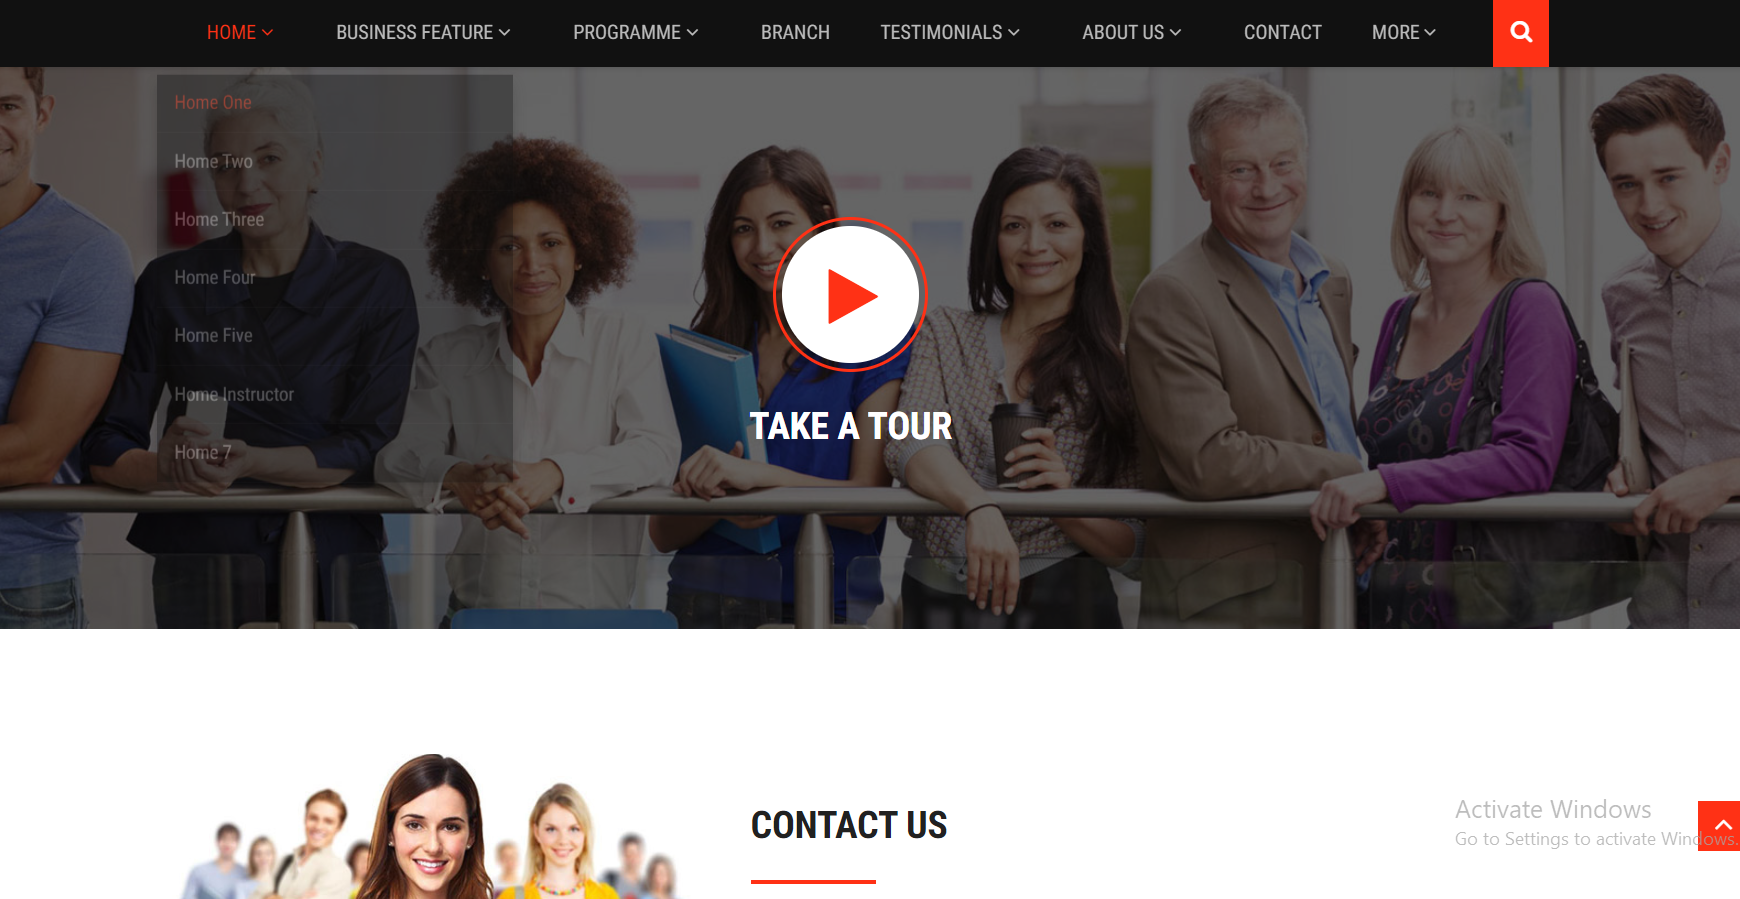 HOME
BUSINESS FEATURE
PROGRAMME
BRANCH
TESTIMONIALS
ABOUT US
CONTACT
MORE
Home One
Home Two
Home Three
Home Four
Home Five
Home Instructor
Home 7
TAKE A TOUR
CONTACT US
Activate Windows
Go to Settings to activate Windows.